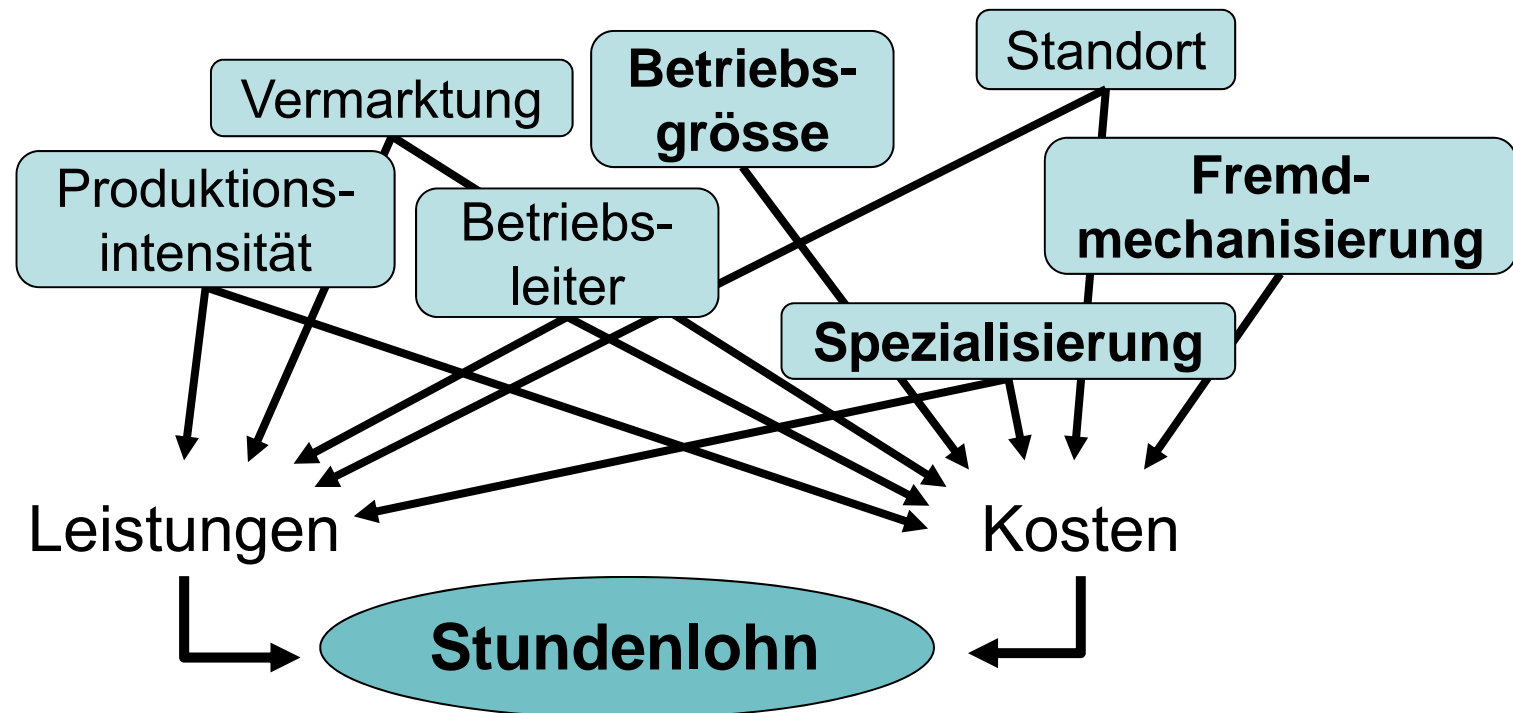 Standort
Betriebs-
grösse
Vermarktung
Fremd-
mechanisierung
Produktions-
intensität
Betriebs-
leiter
Spezialisierung
Leistungen
Kosten
Stundenlohn